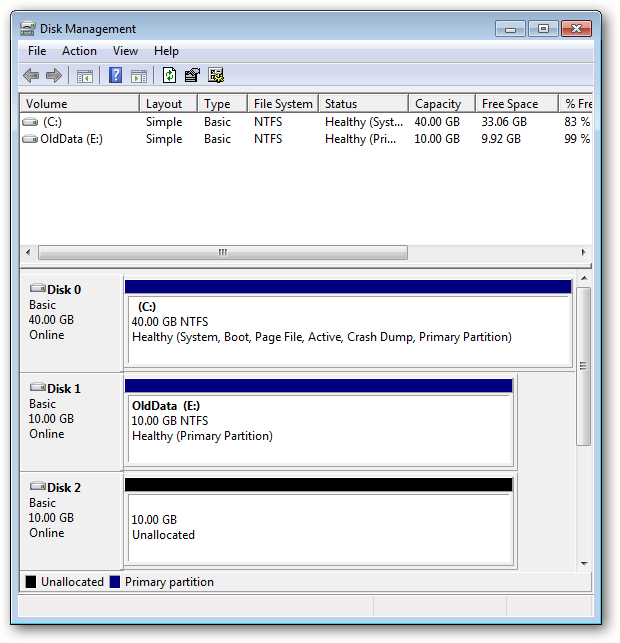 Disk Management
File Action View Help
Volume Layout Type File System Status Capacity Free Space % Fre
(C:) Simple Basic NTFS Healthy (Syst... 40.00 GB 33.06 GB 83 %
OldData (E:) Simple Basic NTFS Healthy (Pri... 10.00 GB 9.92 GB 99 %
Disk 0
Basic
40.00 GB
Online
(C:)
40.00 GB NTFS
Healthy (System, Boot, Page File, Active, Crash Dump, Primary Partition)
Disk 1
Basic
10.00 GB
Online
OldData (E:)
10.00 GB NTFS
Healthy (Primary Partition)
Disk 2
Basic
10.00 GB
Online
10.00 GB
Unallocated
Unallocated Primary partition